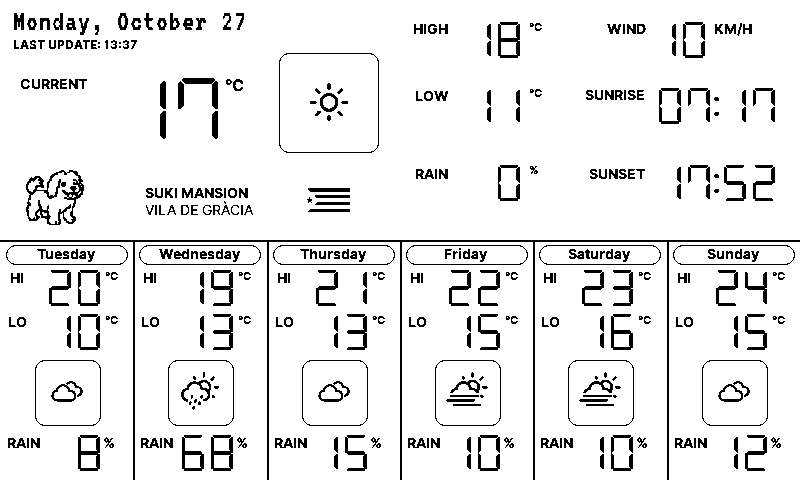 Monday, October 27
LAST UPDATE: 13:37
CURRENT 17 °C
SUKI MANSION
VILA DE GRÀCIA
HIGH 18 °C
LOW 11 °C
RAIN 0 %
WIND 10 KM/H
SUNRISE 07:17
SUNSET 17:52
Tuesday
HI 20 °C
LO 10 °C
RAIN 8 %
Wednesday
HI 19 °C
LO 13 °C
RAIN 68 %
Thursday
HI 21 °C
LO 13 °C
RAIN 15 %
Friday
HI 22 °C
LO 15 °C
RAIN 10 %
Saturday
HI 23 °C
LO 16 °C
RAIN 10 %
Sunday
HI 24 °C
LO 15 °C
RAIN 12 %